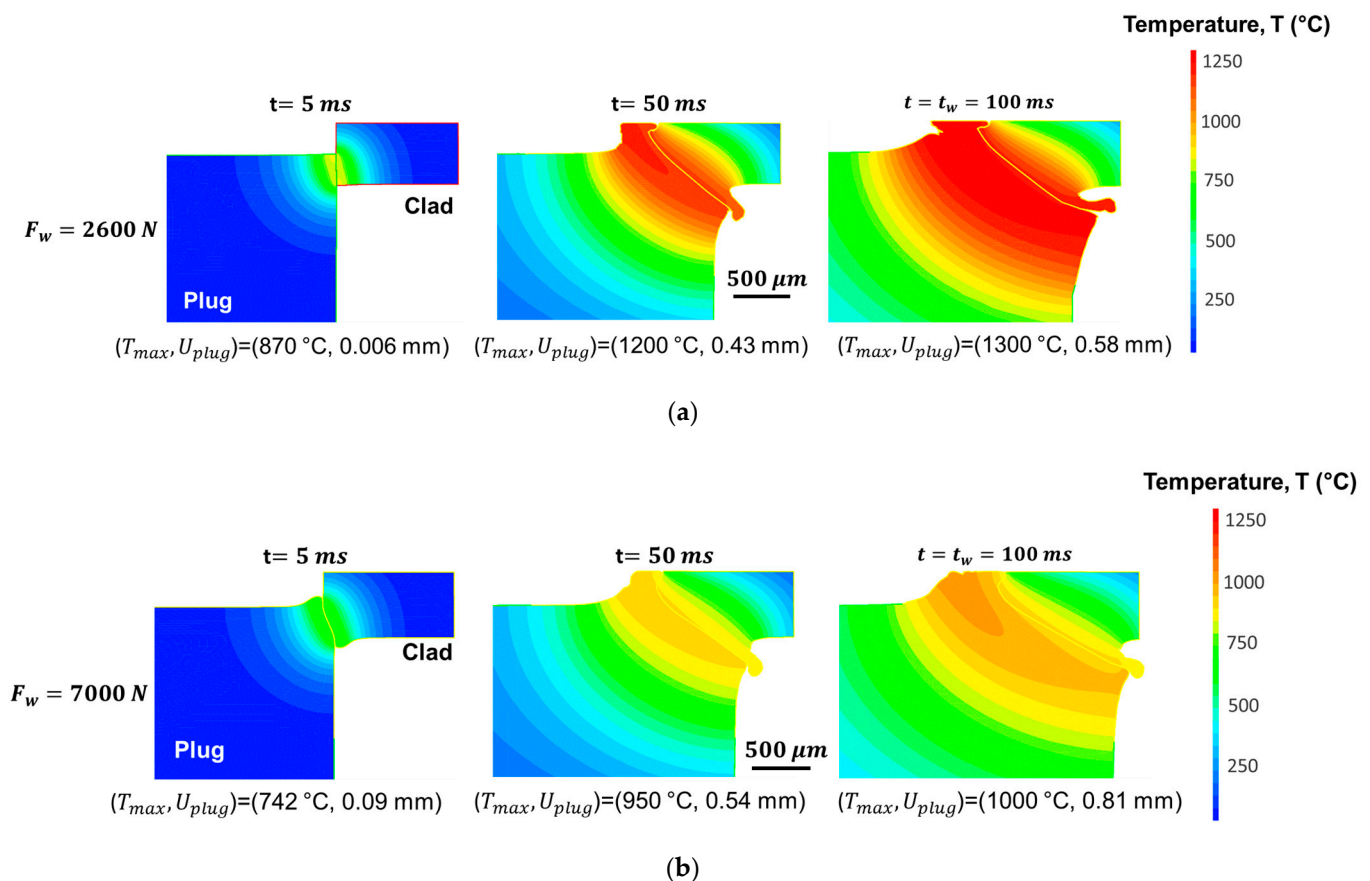 Temperature, T (°C)
t= 5 ms
t= 50 ms
t = t_w = 100 ms
1250
1000
750
500
250
F_w = 2600 N
Clad
Plug
500 μm
(T_max, U_plug)=(870 °C, 0.006 mm)
(T_max, U_plug)=(1200 °C, 0.43 mm)
(T_max, U_plug)=(1300 °C, 0.58 mm)
(a)
Temperature, T (°C)
t= 5 ms
t= 50 ms
t = t_w = 100 ms
1250
1000
750
500
250
F_w = 7000 N
Clad
Plug
500 μm
(T_max, U_plug)=(742 °C, 0.09 mm)
(T_max, U_plug)=(950 °C, 0.54 mm)
(T_max, U_plug)=(1000 °C, 0.81 mm)
(b)